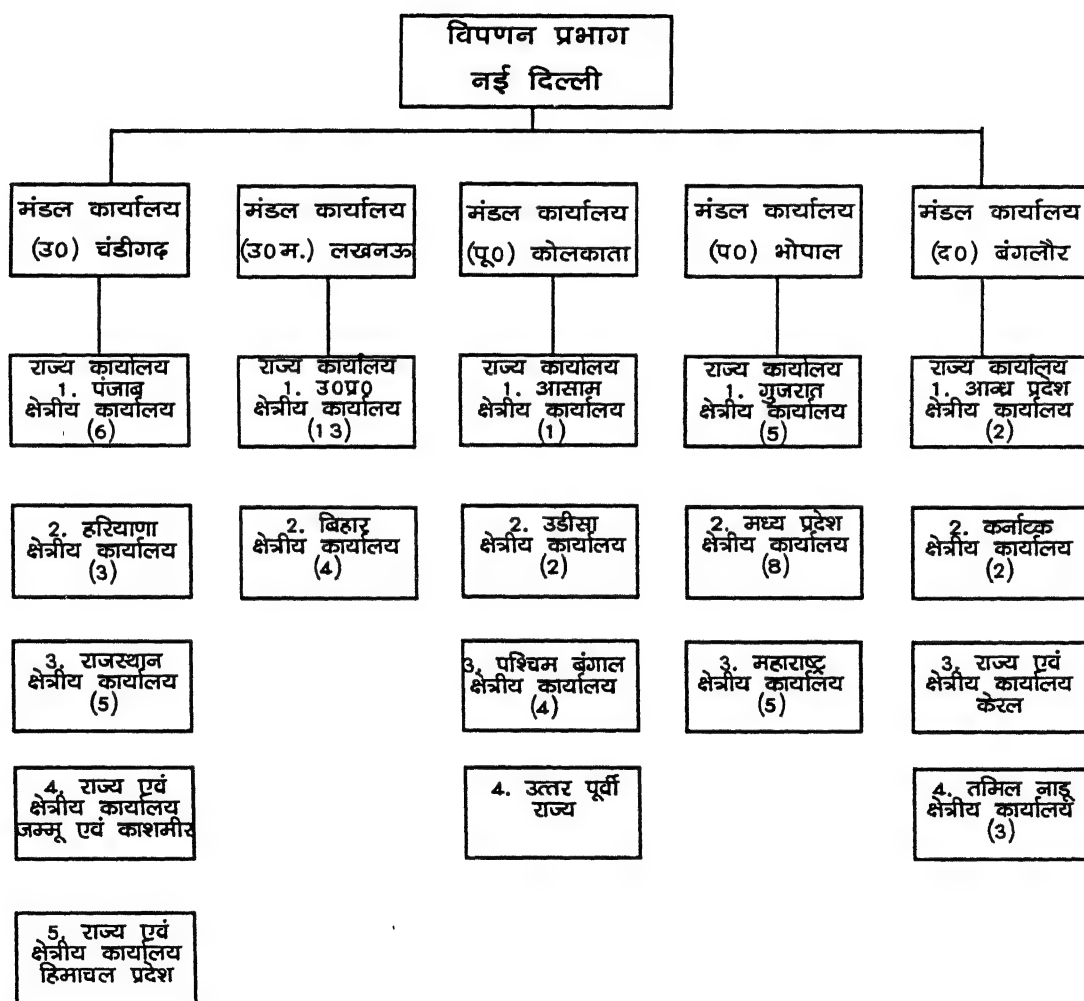 विपणन प्रभाग
नई दिल्ली
मंडल कार्यालय
(उ0) चंडीगढ़
मंडल कार्यालय
(उ0म.) लखनऊ
मंडल कार्यालय
(पू0) कोलकाता
मंडल कार्यालय
(प0) भोपाल
मंडल कार्यालय
(द0) बंगलौर
राज्य कार्यालय
1. पंजाब
क्षेत्रीय कार्यालय
(6)
राज्य कार्यालय
1. उ0प्र0
क्षेत्रीय कार्यालय
(13)
राज्य कार्यालय
1. आसाम
क्षेत्रीय कार्यालय
(1)
राज्य कार्यालय
1. गुजरात
क्षेत्रीय कार्यालय
(5)
राज्य कार्यालय
1. आन्ध्र प्रदेश
क्षेत्रीय कार्यालय
(2)
2. हरियाणा
क्षेत्रीय कार्यालय
(3)
2. बिहार
क्षेत्रीय कार्यालय
(4)
2. उडीसा
क्षेत्रीय कार्यालय
(2)
2. मध्य प्रदेश
क्षेत्रीय कार्यालय
(8)
2. कर्नाटक
क्षेत्रीय कार्यालय
(2)
3. राजस्थान
क्षेत्रीय कार्यालय
(5)
3. पश्चिम बंगाल
क्षेत्रीय कार्यालय
(4)
3. महाराष्ट्र
क्षेत्रीय कार्यालय
(5)
3. राज्य एवं
क्षेत्रीय कार्यालय
केरल
4. राज्य एवं
क्षेत्रीय कार्यालय
जम्मू एवं काशमीर
4. उत्तर पूर्वी
राज्य
4. तमिल नाडू
क्षेत्रीय कार्यालय
(3)
5. राज्य एवं
क्षेत्रीय कार्यालय
हिमाचल प्रदेश